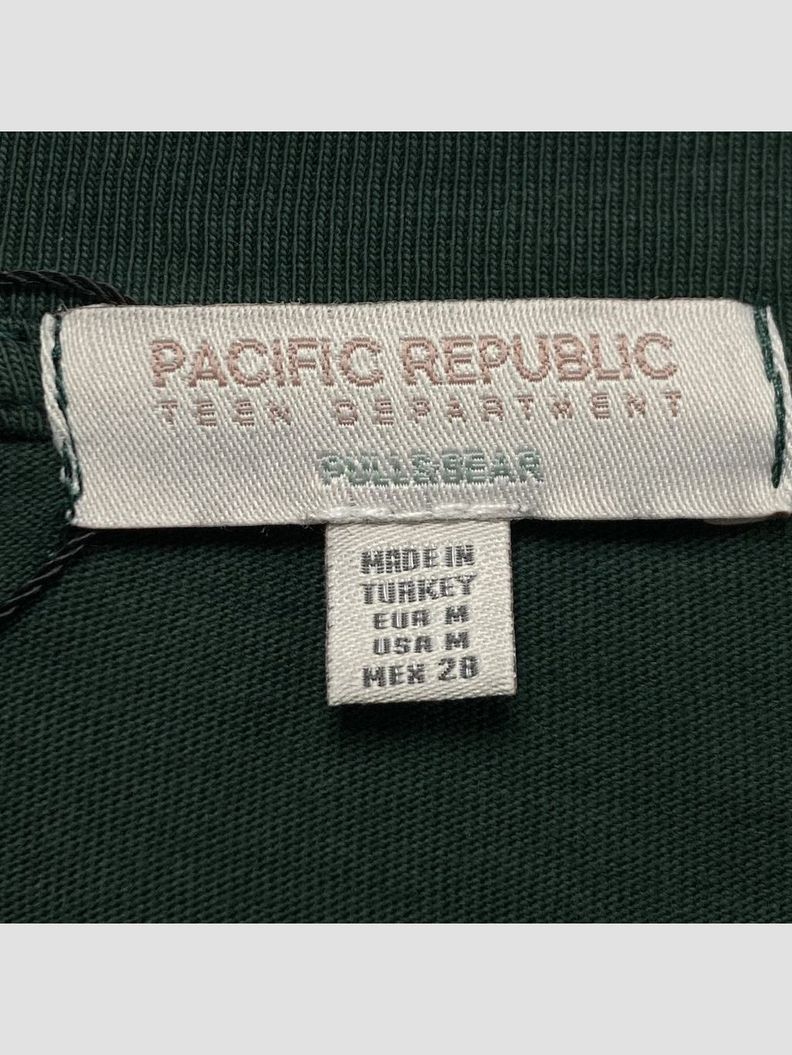 PACIFIC REPUBLIC
TEEN DEPARTMENT
PULL&BEAR
MADE IN
TURKEY
EUR M
USA M
MEX 28